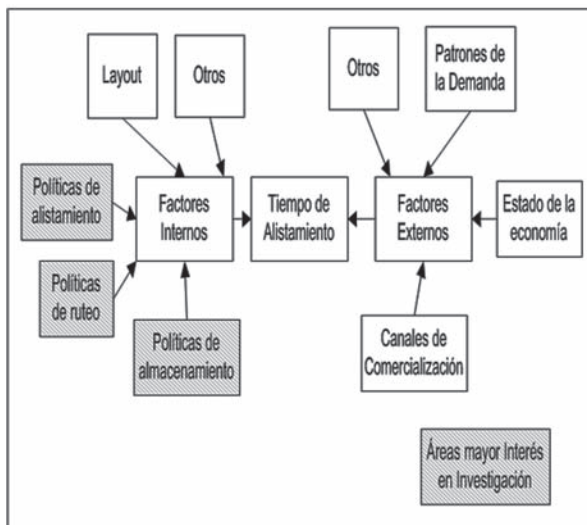 Layout
Otros
Otros
Patrones de
la Demanda
Políticas de
alistamiento
Factores
Internos
Tiempo de
Alistamiento
Factores
Externos
Estado de la
economía
Políticas
de ruteo
Políticas de
almacenamiento
Canales de
Comercialización
Áreas mayor Interés
en Investigación